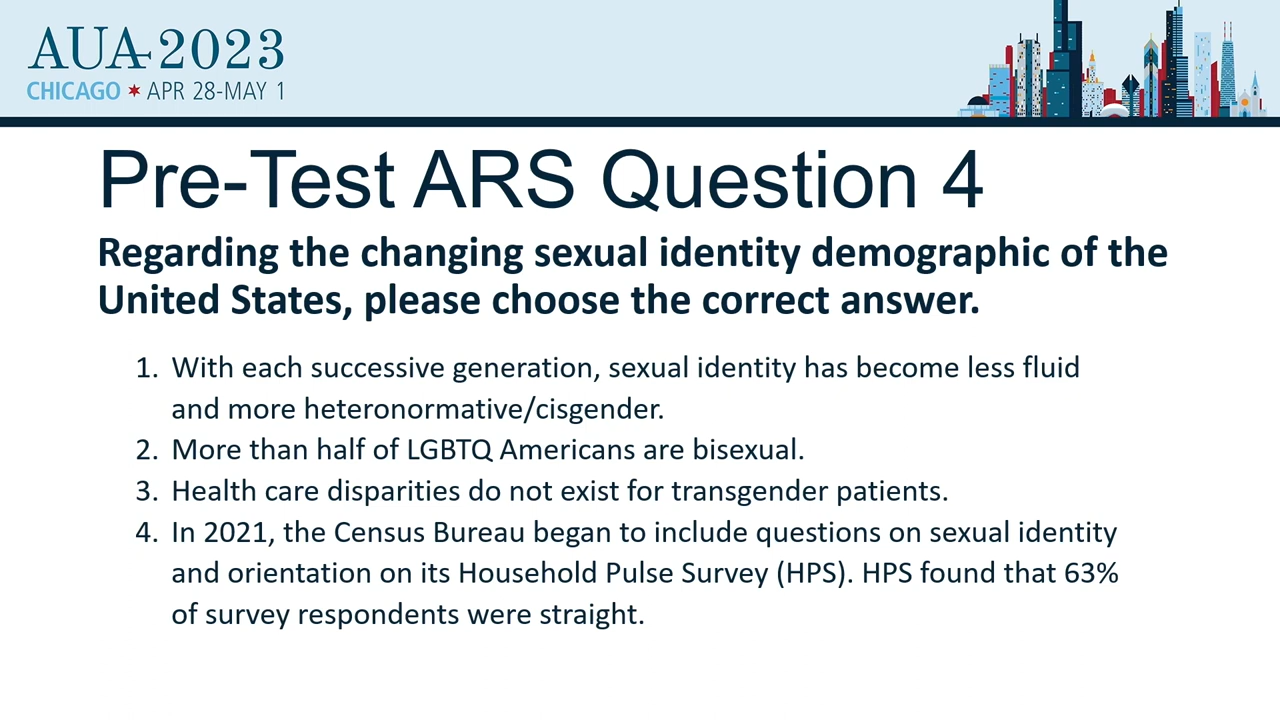 AUA 2023
CHICAGO ✶ APR 28-MAY 1
Pre-Test ARS Question 4
Regarding the changing sexual identity demographic of the
United States, please choose the correct answer.
1. With each successive generation, sexual identity has become less fluid
and more heteronormative/cisgender.
2. More than half of LGBTQ Americans are bisexual.
3. Health care disparities do not exist for transgender patients.
4. In 2021, the Census Bureau began to include questions on sexual identity
and orientation on its Household Pulse Survey (HPS). HPS found that 63%
of survey respondents were straight.